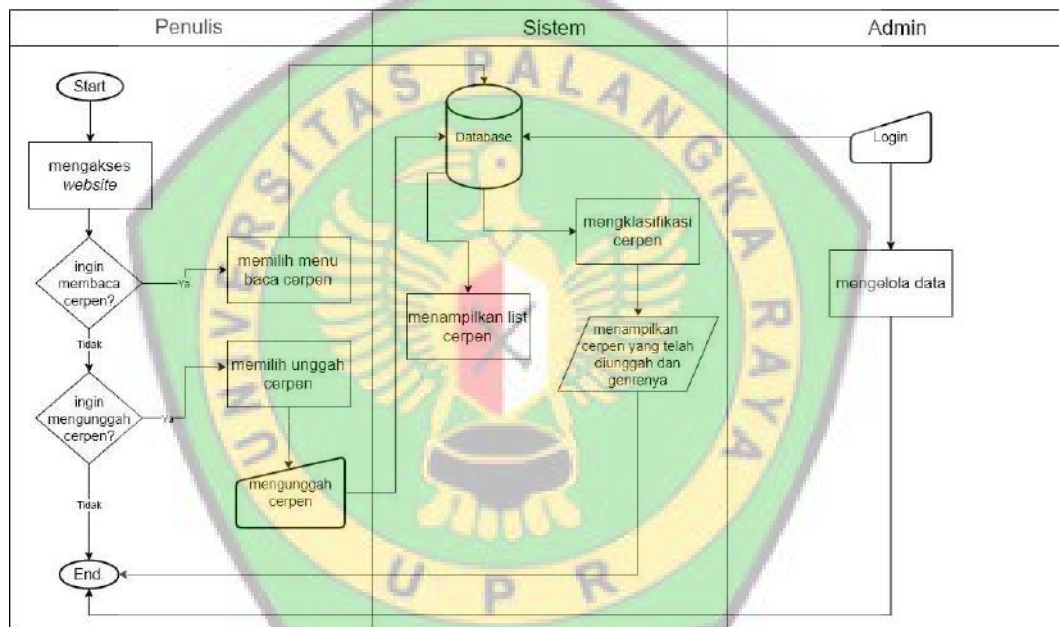 Penulis
Sistem
Admin
Start
mengakses
website
ingin
membaca
cerpen?
Ya
memilih menu
baca cerpen
Tidak
ingin
mengunggah
cerpen?
Ya
memilih unggah
cerpen
mengunggah
cerpen
Tidak
End
Database
menampilkan list
cerpen
mengklasifikasi
cerpen
menampilkan
cerpen yang telah
diunggah dan
genrenya
Login
mengelola data
UNIVERSITAS PALANGKA RAYA
UPR